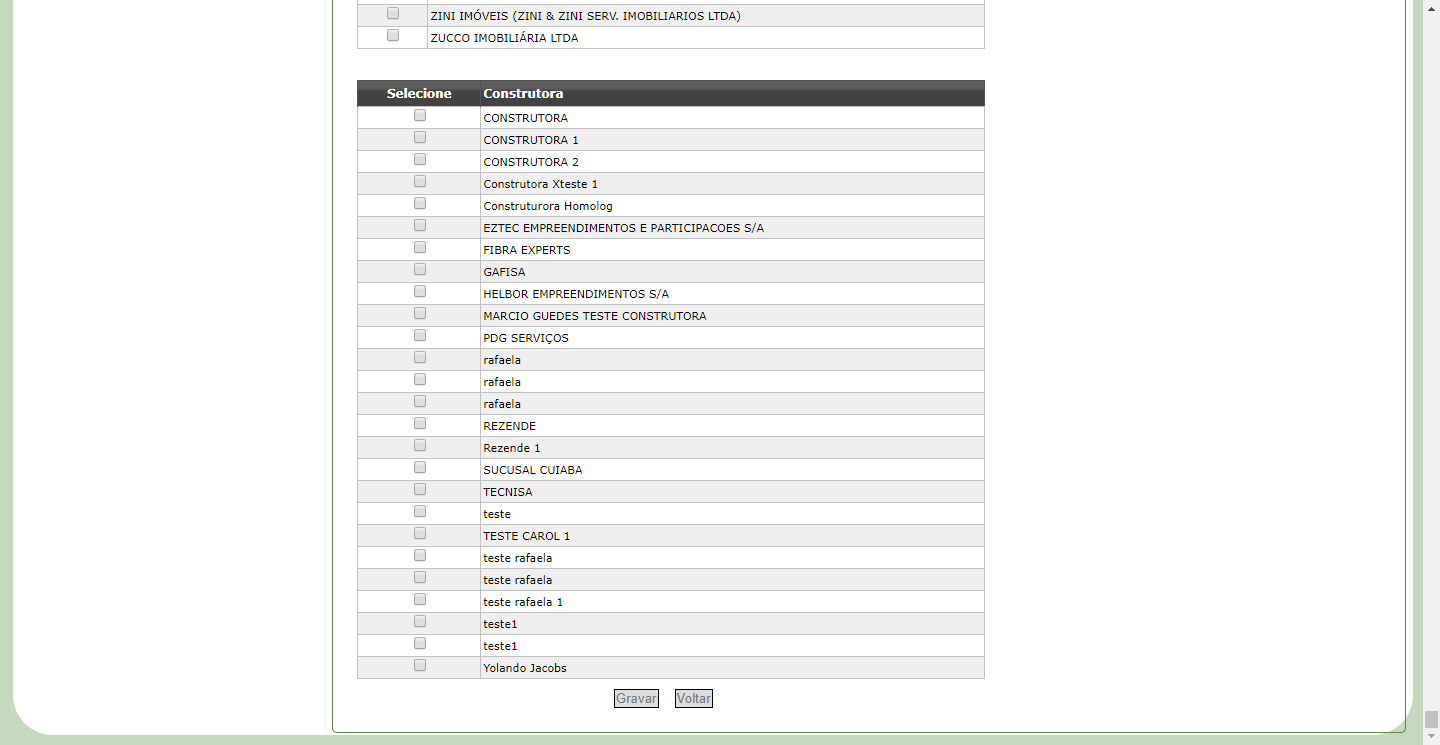 ZINI IMÓVEIS (ZINI & ZINI SERV. IMOBILIARIOS LTDA)
ZUCCO IMOBILIÁRIA LTDA
Selecione Construtora
CONSTRUTORA
CONSTRUTORA 1
CONSTRUTORA 2
Construtora Xteste 1
Construturora Homolog
EZTEC EMPREENDIMENTOS E PARTICIPACOES S/A
FIBRA EXPERTS
GAFISA
HELBOR EMPREENDIMENTOS S/A
MARCIO GUEDES TESTE CONSTRUTORA
PDG SERVIÇOS
rafaela
rafaela
rafaela
REZENDE
Rezende 1
SUCUSAL CUIABA
TECNISA
teste
TESTE CAROL 1
teste rafaela
teste rafaela
teste rafaela 1
teste1
teste1
Yolando Jacobs
Gravar Voltar